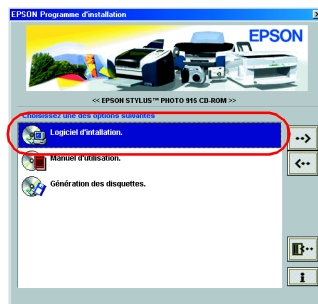 EPSON Programme d'installation
EPSON
<< EPSON STYLUS™ PHOTO 915 CD-ROM >>
Choisissez une des options suivantes
Logiciel d'intallation.
Manuel d'utilisation.
Génération des disquettes.
i